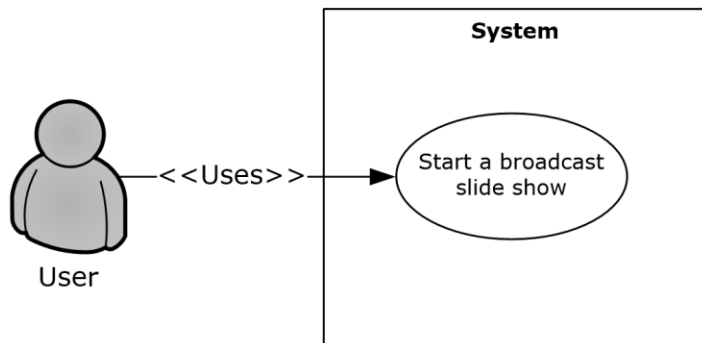 System
<<Uses>>
Start a broadcast
slide show
User